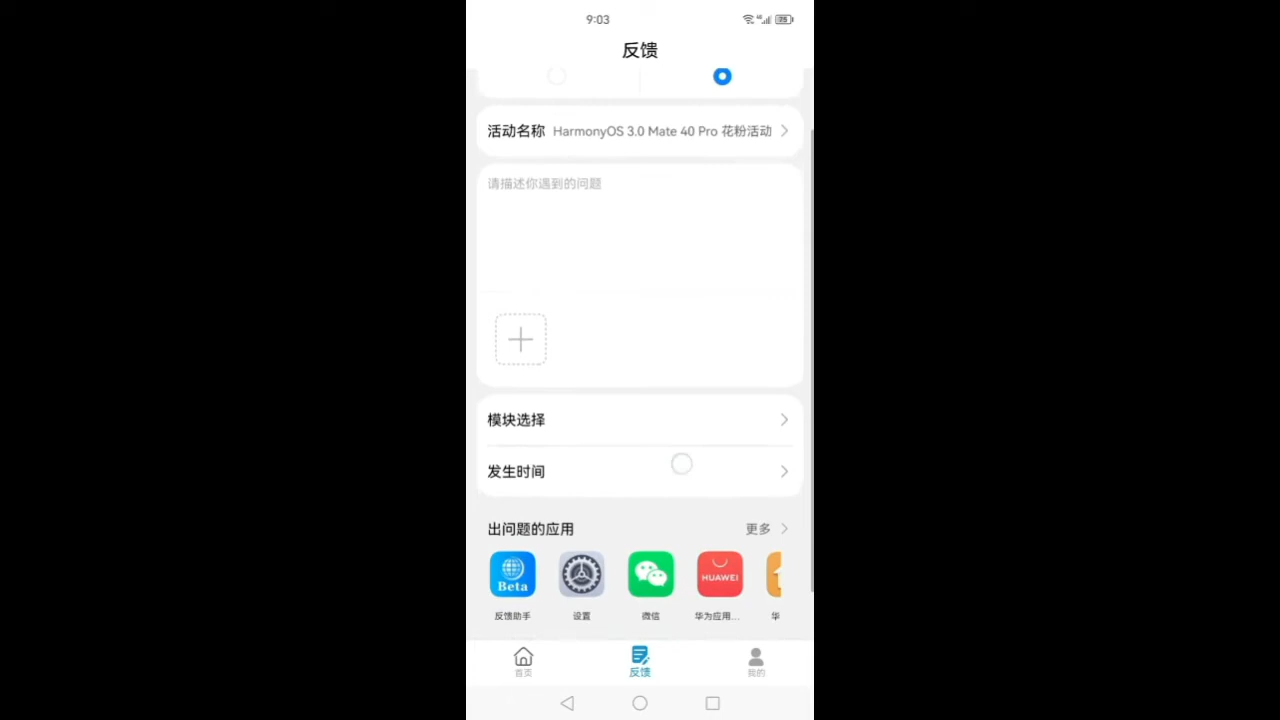 9:03
反馈
活动名称 HarmonyOS 3.0 Mate 40 Pro 花粉活动
请描述你遇到的问题
模块选择
发生时间
出问题的应用 更多
Beta HUAWEI
反馈助手 设置 微信 华为应用... 华
首页 反馈 我的